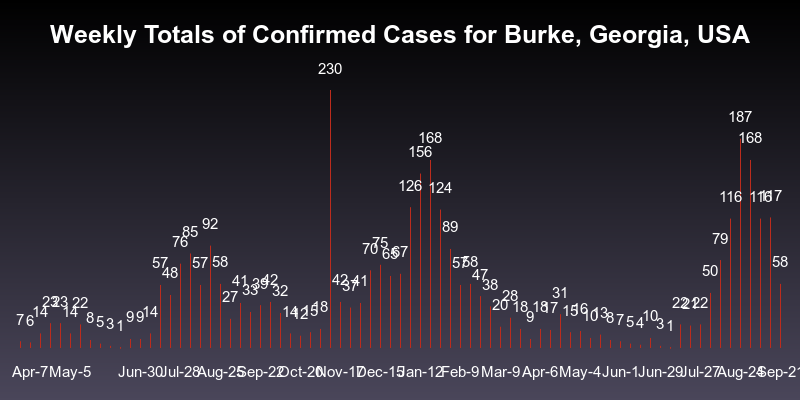 Weekly Totals of Confirmed Cases for Burke, Georgia, USA
7 6 14 23 23 14 22 8 5 3 1 9 9 14 57 48 76 85 57 92 58 27 41 33 39 42 32 14 12 15 18 230 42 37 41 70 75 65 67 126 156 168 124 89 57 58 47 38 20 28 18 9 18 17 31 15 16 10 13 8 7 5 4 10 3 1 22 21 22 50 79 116 187 168 116 117 58
Apr-7 May-5 Jun-30 Jul-28 Aug-25 Sep-22 Oct-20 Nov-17 Dec-15 Jan-12 Feb-9 Mar-9 Apr-6 May-4 Jun-1 Jun-29 Jul-27 Aug-24 Sep-21